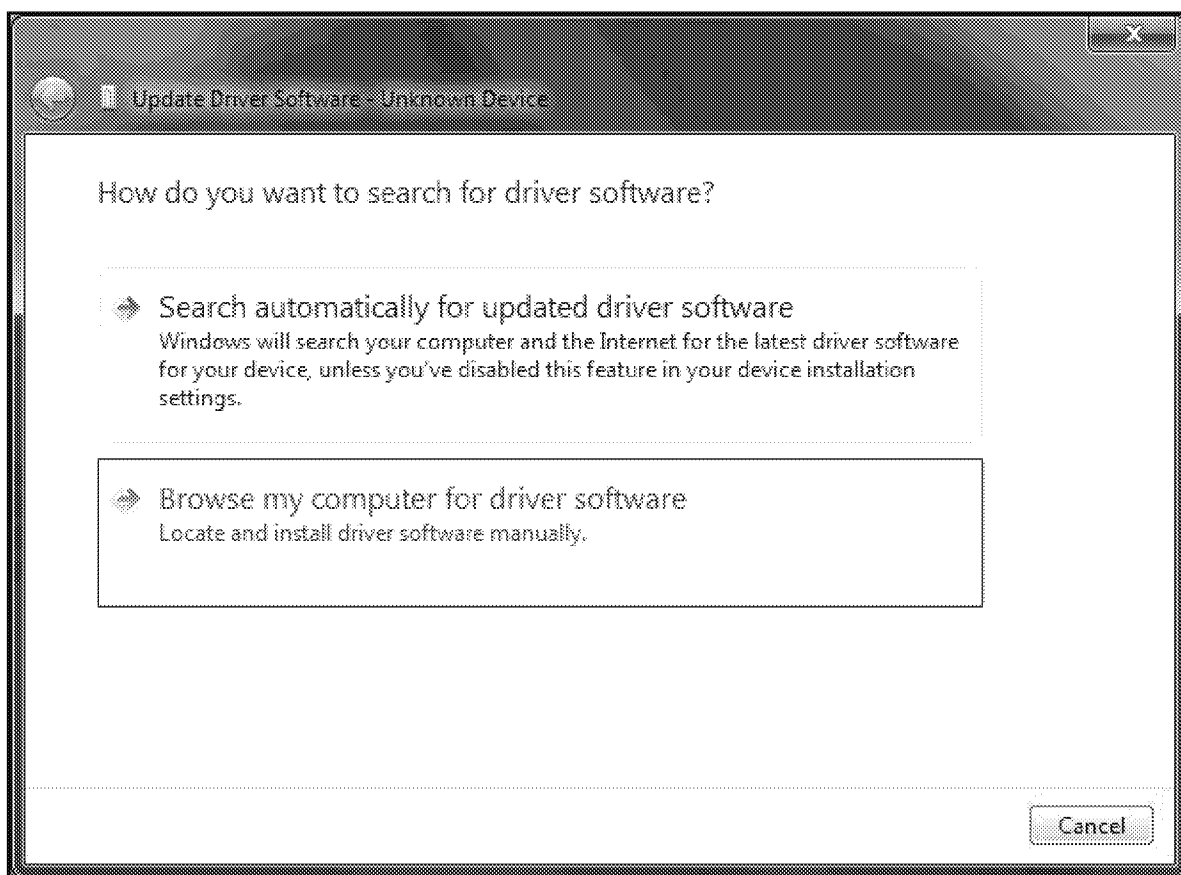 Update Driver Software - Unknown Device
How do you want to search for driver software?
Search automatically for updated driver software
Windows will search your computer and the Internet for the latest driver software
for your device, unless you've disabled this feature in your device installation
settings.
Browse my computer for driver software
Locate and install driver software manually.
Cancel